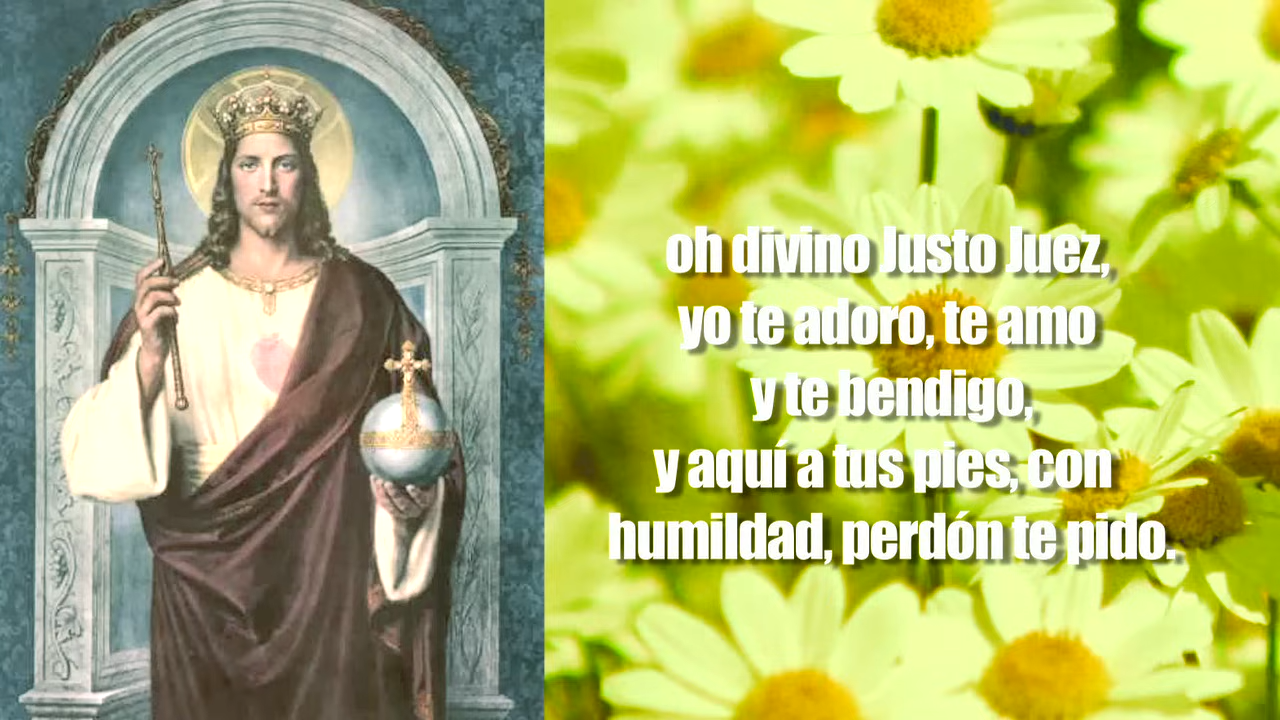 oh divino Justo Juez,
yo te adoro, te amo
y te bendigo,
y aquí a tus pies, con
humildad, perdón te pido.